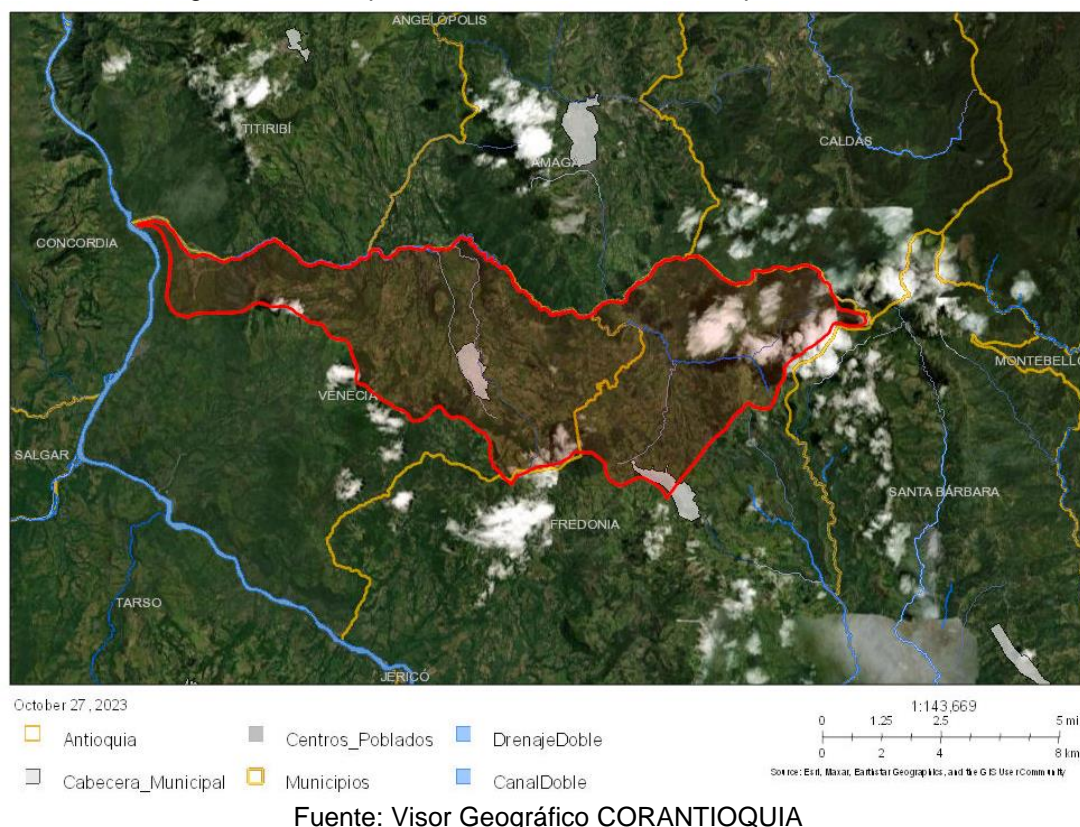 ANGELÓPOLIS
TITIRIBÍ
CALDAS
AMAGÁ
CONCORDIA
MONTEBELLO
VENECIA
SALGAR
SANTA BÁRBARA
FREDONIA
TARSO
JERICÓ
October 27, 2023
1:143,669
0 1.25 2.5 5 mi
0 2 4 8 km
Antioquia
Centros_Poblados
DrenajeDoble
Cabecera_Municipal
Municipios
CanalDoble
Source: Esri, Maxar, Earthstar Geographics, and the GIS User Community
Fuente: Visor Geográfico CORANTIOQUIA